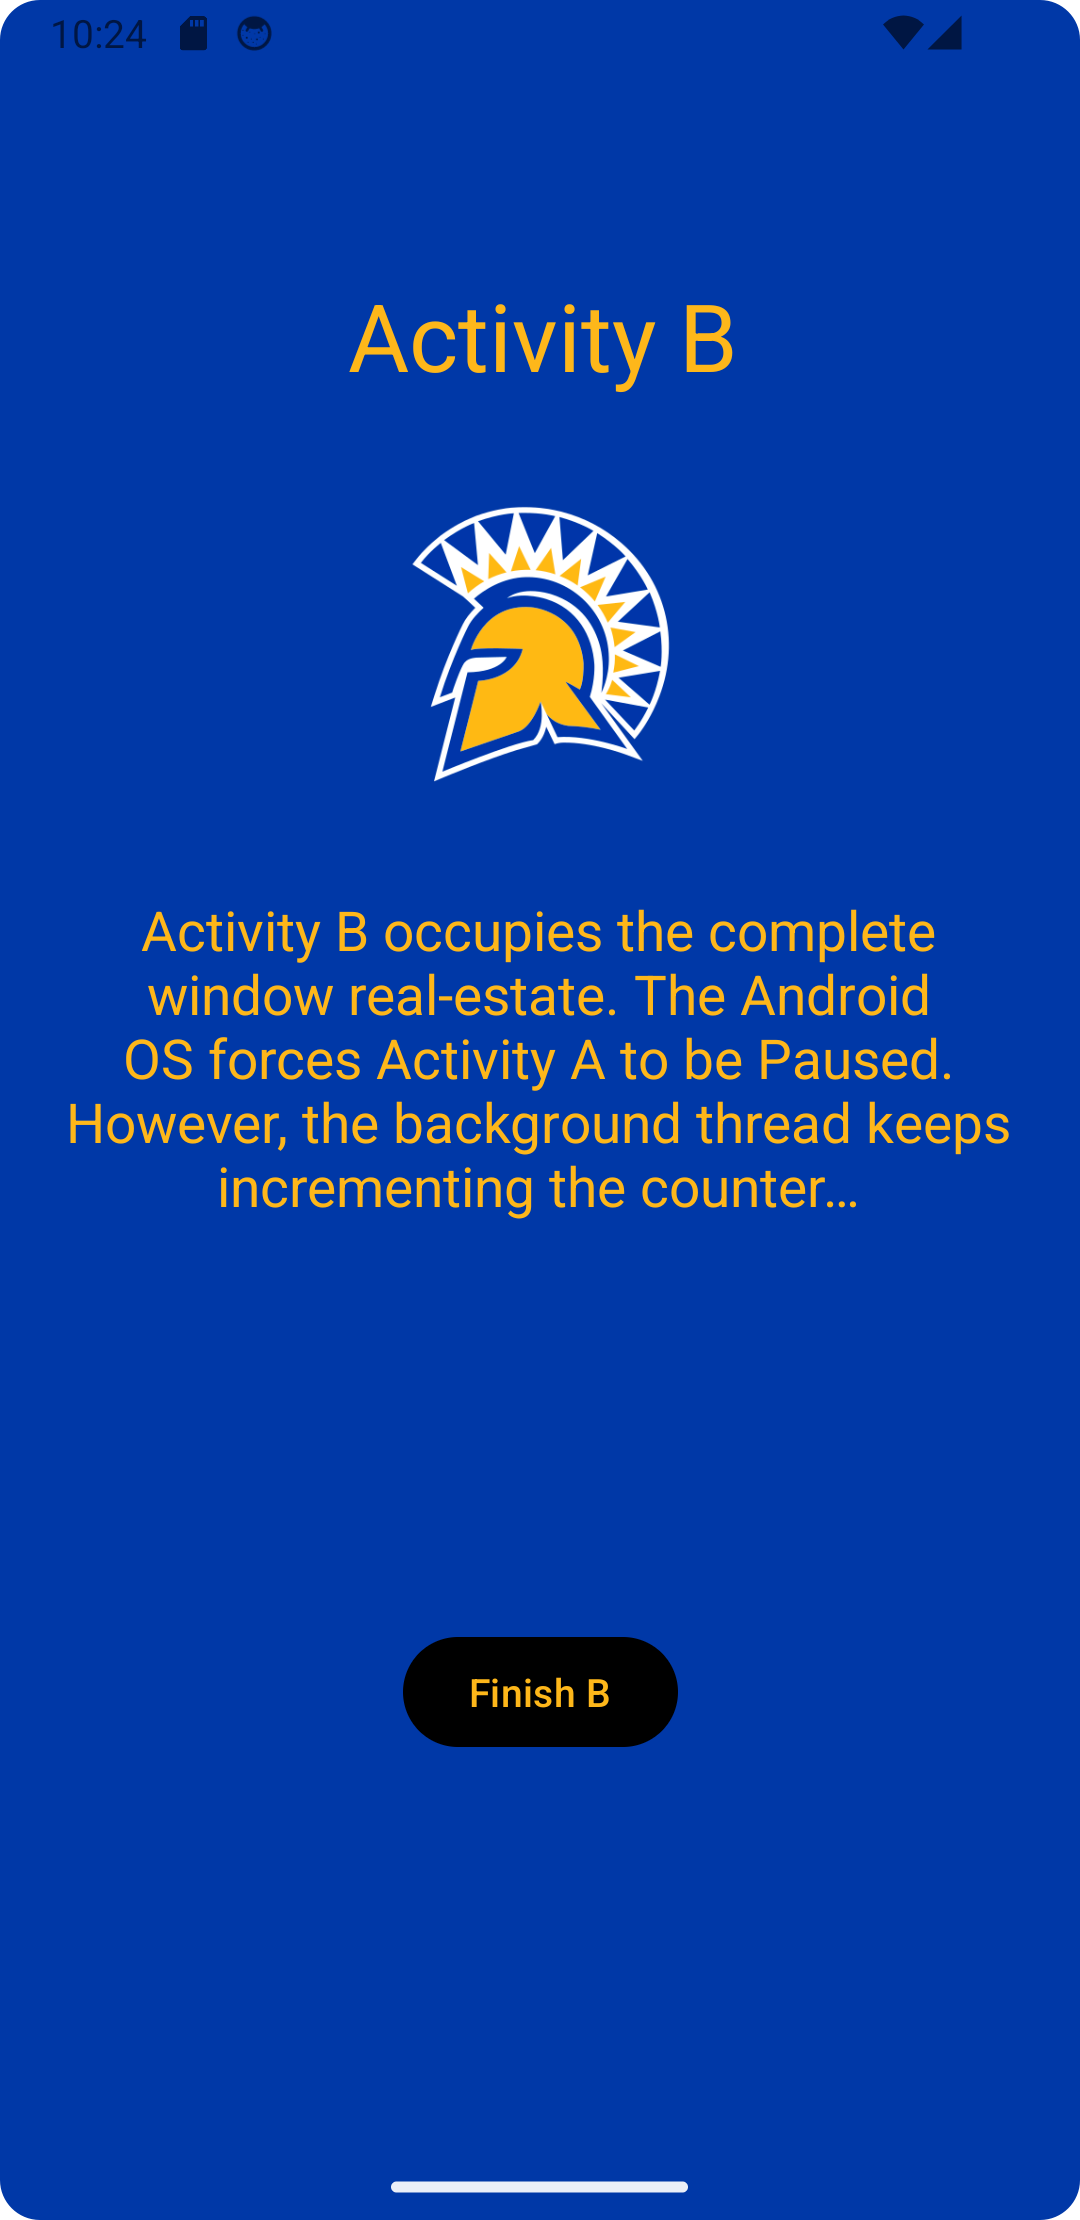 10:24
Activity B
Activity B occupies the complete
window real-estate. The Android
OS forces Activity A to be Paused.
However, the background thread keeps
incrementing the counter…
Finish B